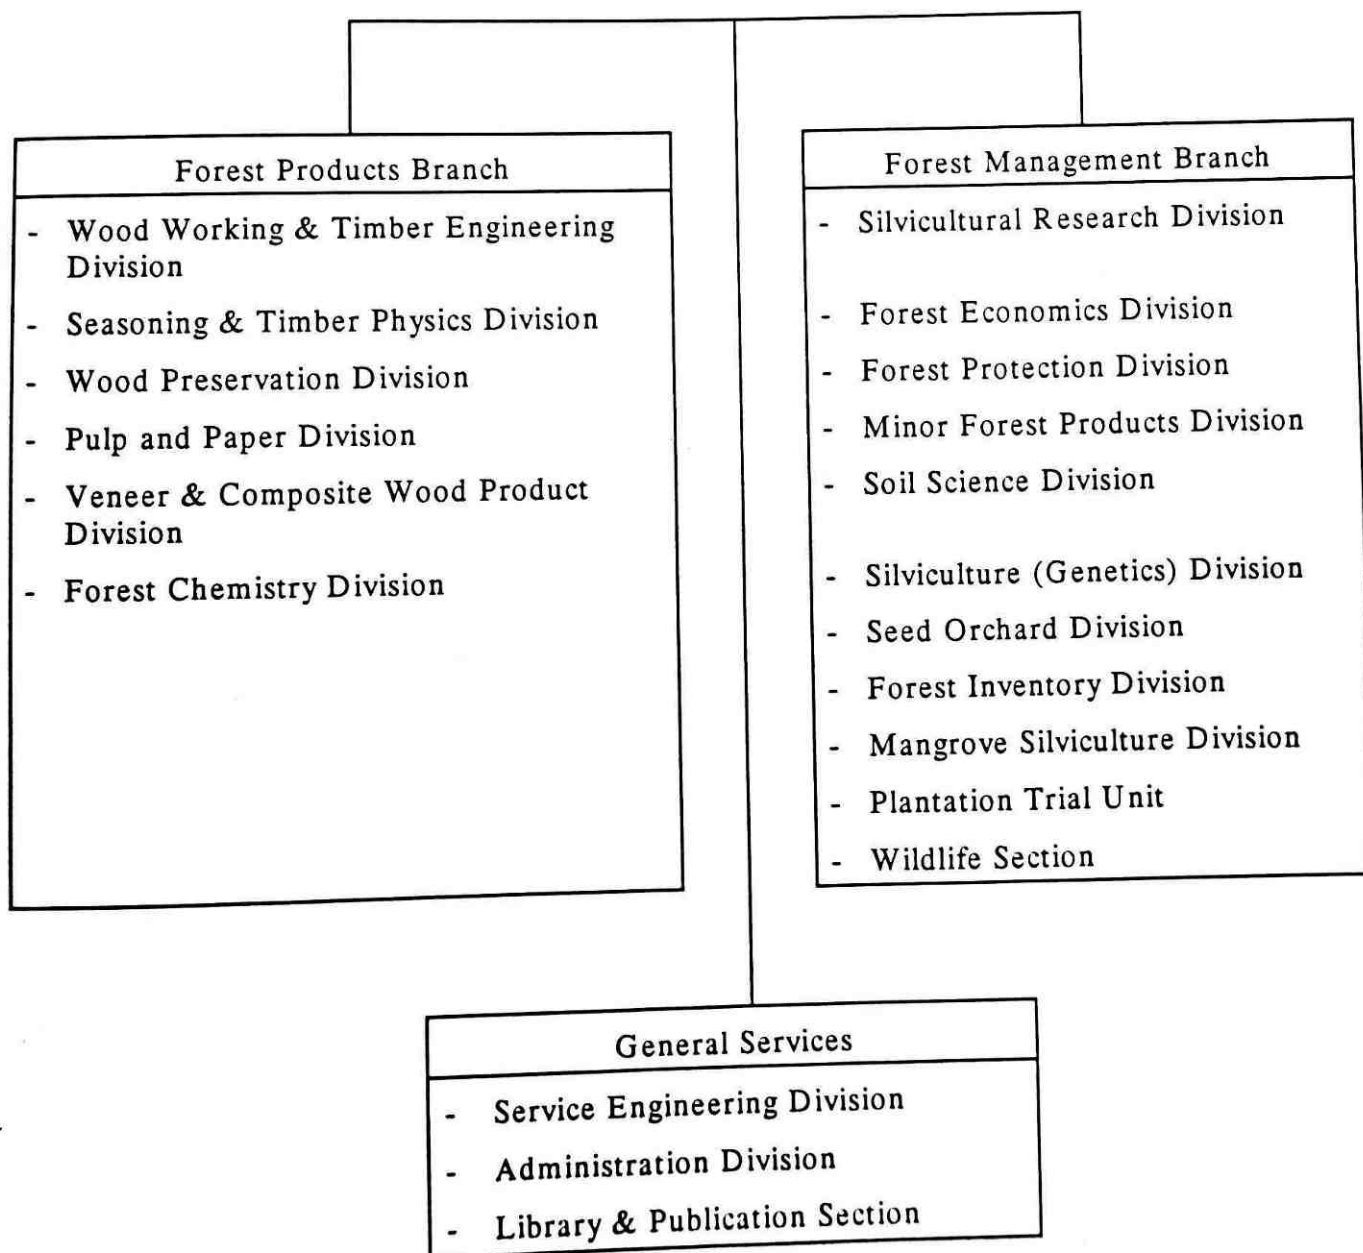 Forest Products Branch
- Wood Working & Timber Engineering
Division
- Seasoning & Timber Physics Division
- Wood Preservation Division
- Pulp and Paper Division
- Veneer & Composite Wood Product
Division
- Forest Chemistry Division
Forest Management Branch
- Silvicultural Research Division
- Forest Economics Division
- Forest Protection Division
- Minor Forest Products Division
- Soil Science Division
- Silviculture (Genetics) Division
- Seed Orchard Division
- Forest Inventory Division
- Mangrove Silviculture Division
- Plantation Trial Unit
- Wildlife Section
General Services
- Service Engineering Division
- Administration Division
- Library & Publication Section